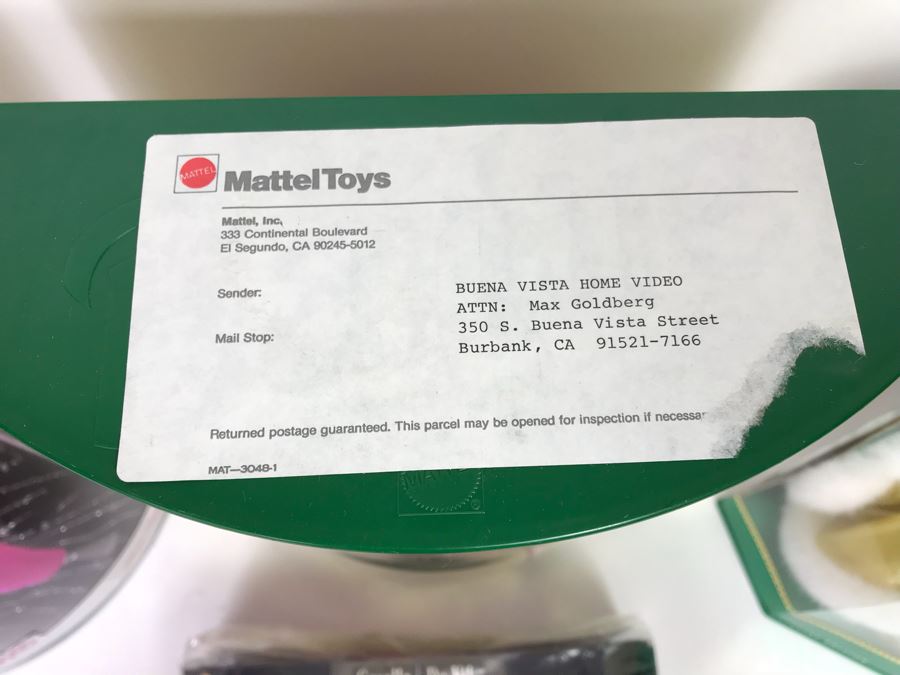 MATTEL
Mattel Toys
Mattel, Inc.
333 Continental Boulevard
El Segundo, CA 90245-5012
Sender:
BUENA VISTA HOME VIDEO
ATTN: Max Goldberg
350 S. Buena Vista Street
Mail Stop:
Burbank, CA 91521-7166
Returned postage guaranteed. This parcel may be opened for inspection if necessar
MAT—3048-1
MATTEL